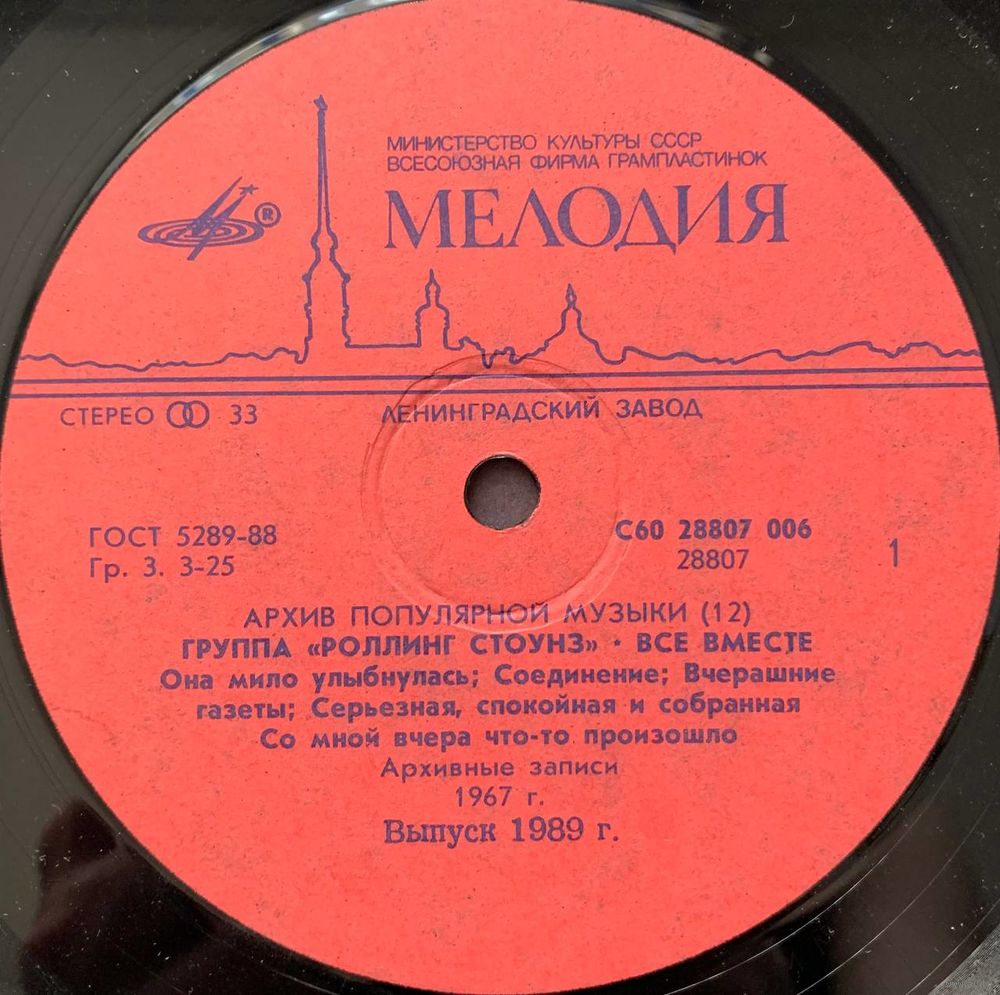 МИНИСТЕРСТВО КУЛЬТУРЫ СССР
ВСЕСОЮЗНАЯ ФИРМА ГРАМПЛАСТИНОК
МЕЛОДИЯ
®
СТЕРЕО 33
ЛЕНИНГРАДСКИЙ ЗАВОД
ГОСТ 5289-88
Гр. 3. 3-25
С60 28807 006
28807
1
АРХИВ ПОПУЛЯРНОЙ МУЗЫКИ (12)
ГРУППА «РОЛЛИНГ СТОУНЗ» · ВСЕ ВМЕСТЕ
Она мило улыбнулась; Соединение; Вчерашние
газеты; Серьезная, спокойная и собранная
Со мной вчера что-то произошло
Архивные записи
1967 г.
Выпуск 1989 г.